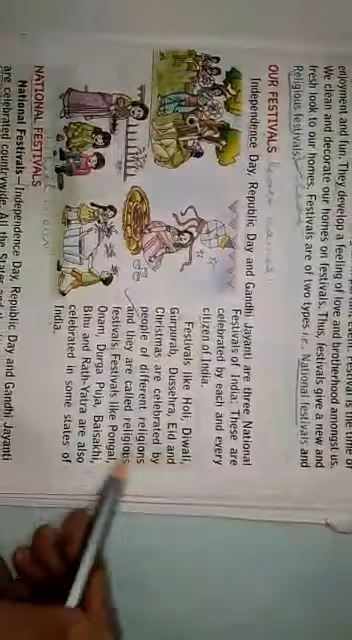 enjoyment and fun. They develop a feeling of love and brotherhood amongst us.
We clean and decorate our homes on festivals. Thus, festivals give a new and
fresh look to our homes. Festivals are of two types i.e., National festivals and
Religious festivals.
OUR FESTIVALS
Independence Day, Republic Day and Gandhi Jayanti are three National
Festivals of India. These are
celebrated by each and every
citizen of India.
Festivals like Holi, Diwali,
Gurpurab, Dussehra, Eid and
Christmas are celebrated by
people of different religions
and they are called religious
festivals. Festivals like Pongal,
Onam, Durga Puja, Baisakhi,
Bihu and Rath-Yatra are also
celebrated in some states of
India.
NATIONAL FESTIVALS
National Festivals—Independence Day, Republic Day and Gandhi Jayanti
are celebrated countrywide. All the States